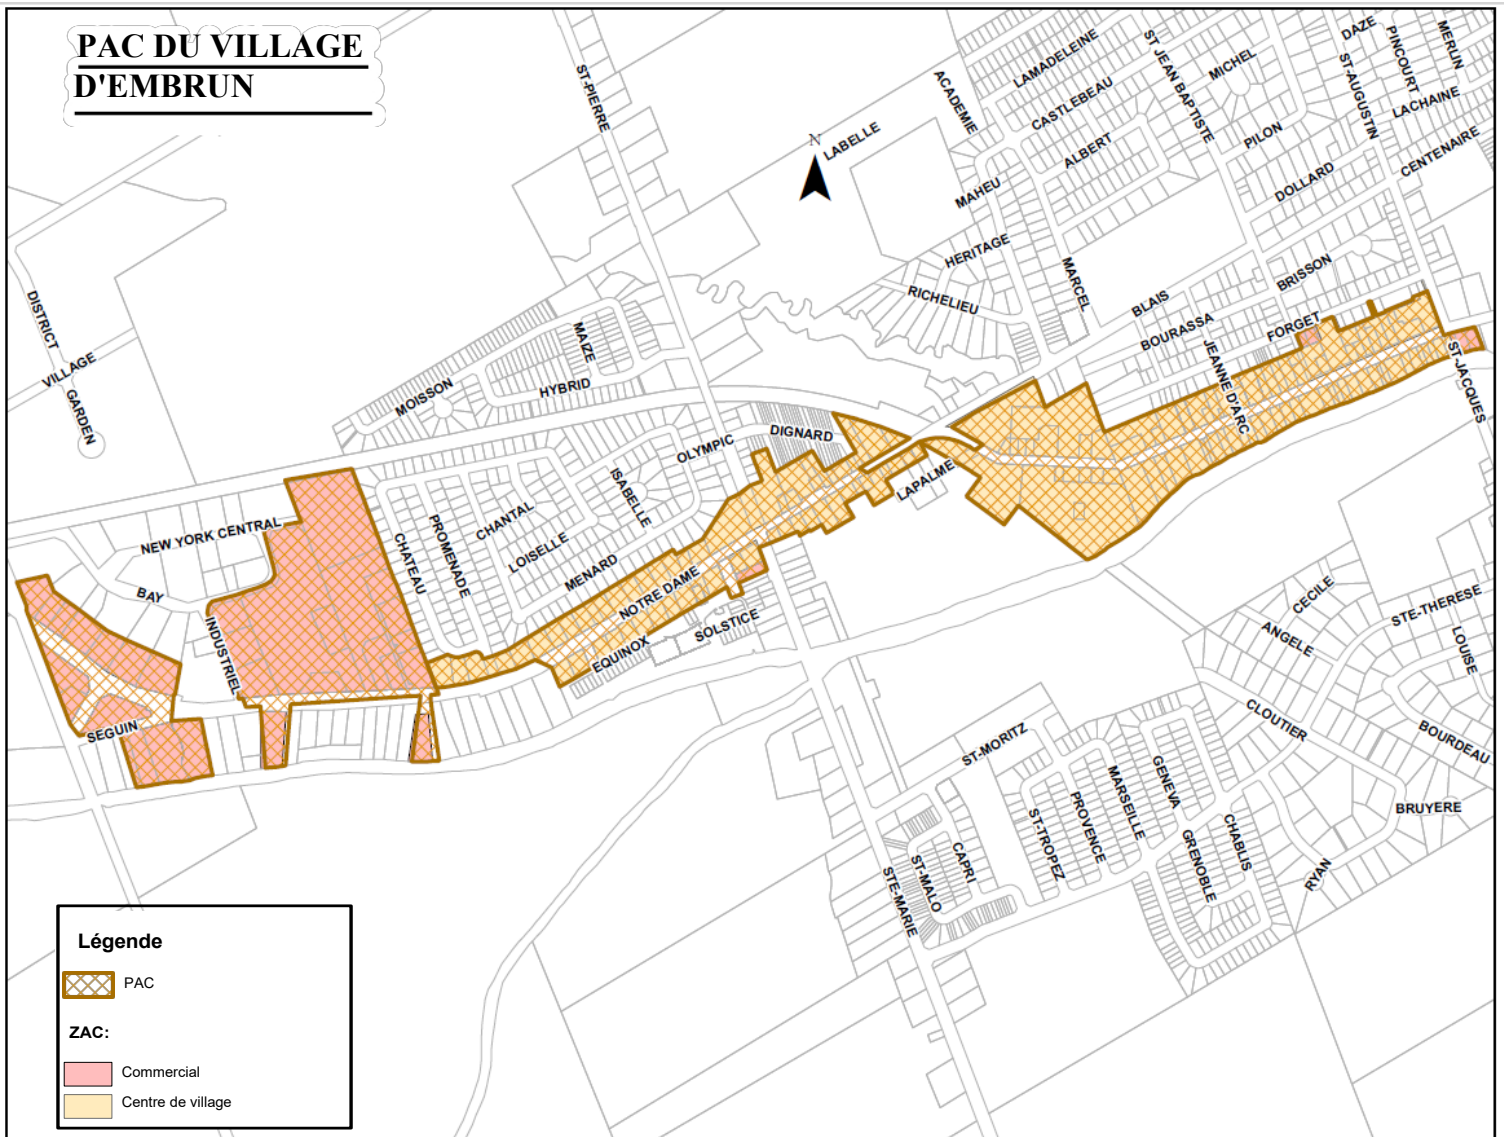 PAC DU VILLAGE
D'EMBRUN
ST-PIERRE
N
LABELLE
ACADEMIE
LAMADELEINE
CASTLEBEAU
ALBERT
ST JEAN BAPTISTE
MICHEL
PILON
DAZE
PINCOURT
MERLIN
ST-AUGUSTIN
LACHAINE
CENTENAIRE
DOLLARD
MAHEU
HERITAGE
RICHELIEU
MARCEL
BLAIS
BOURASSA
BRISSON
FORGET
JEANNE D'ARC
ST-JACQUES
DISTRICT
VILLAGE
GARDEN
MAIZE
MOISSON
HYBRID
DIGNARD
OLYMPIC
ISABELLE
LAPALME
CHANTAL
LOISELLE
PROMENADE
CHATEAU
MENARD
NOTRE DAME
EQUINOX
SOLSTICE
NEW YORK CENTRAL
BAY
INDUSTRIEL
SEGUIN
CECILE
ANGELE
STE-THERESE
LOUISE
CLOUTIER
BOURDEAU
BRUYERE
RYAN
ST-MORITZ
GENEVA
MARSEILLE
PROVENCE
ST-TROPEZ
CHABLIS
GRENOBLE
CAPRI
ST-MALO
STE-MARIE
Légende
PAC
ZAC:
Commercial
Centre de village